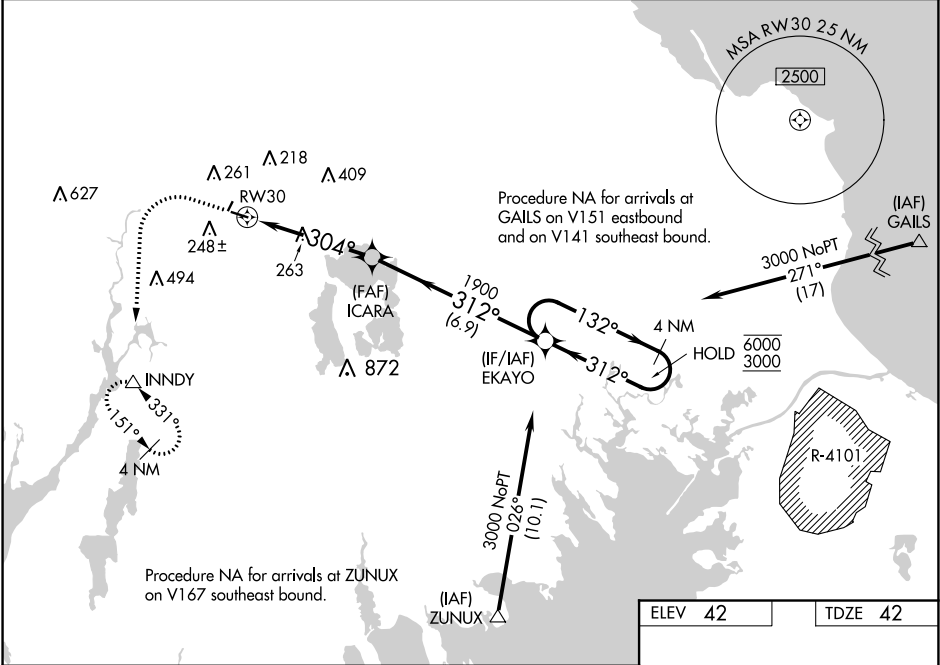 MSA RW30 25 NM
2500
261
218
409
627
RW30
248±
263
304°
494
Procedure NA for arrivals at
GAILS on V151 eastbound
and on V141 southeast bound.
(IAF)
GAILS
3000 NoPT
271°
(17)
(FAF)
ICARA
1900
312°
(6.9)
872
(IF/IAF)
EKAYO
132°
4 NM
312°
HOLD
6000
3000
INNDY
331°
151°
4 NM
R-4101
3000 NoPT
026°
(10.1)
Procedure NA for arrivals at ZUNUX
on V167 southeast bound.
(IAF)
ZUNUX
ELEV 42
TDZE 42